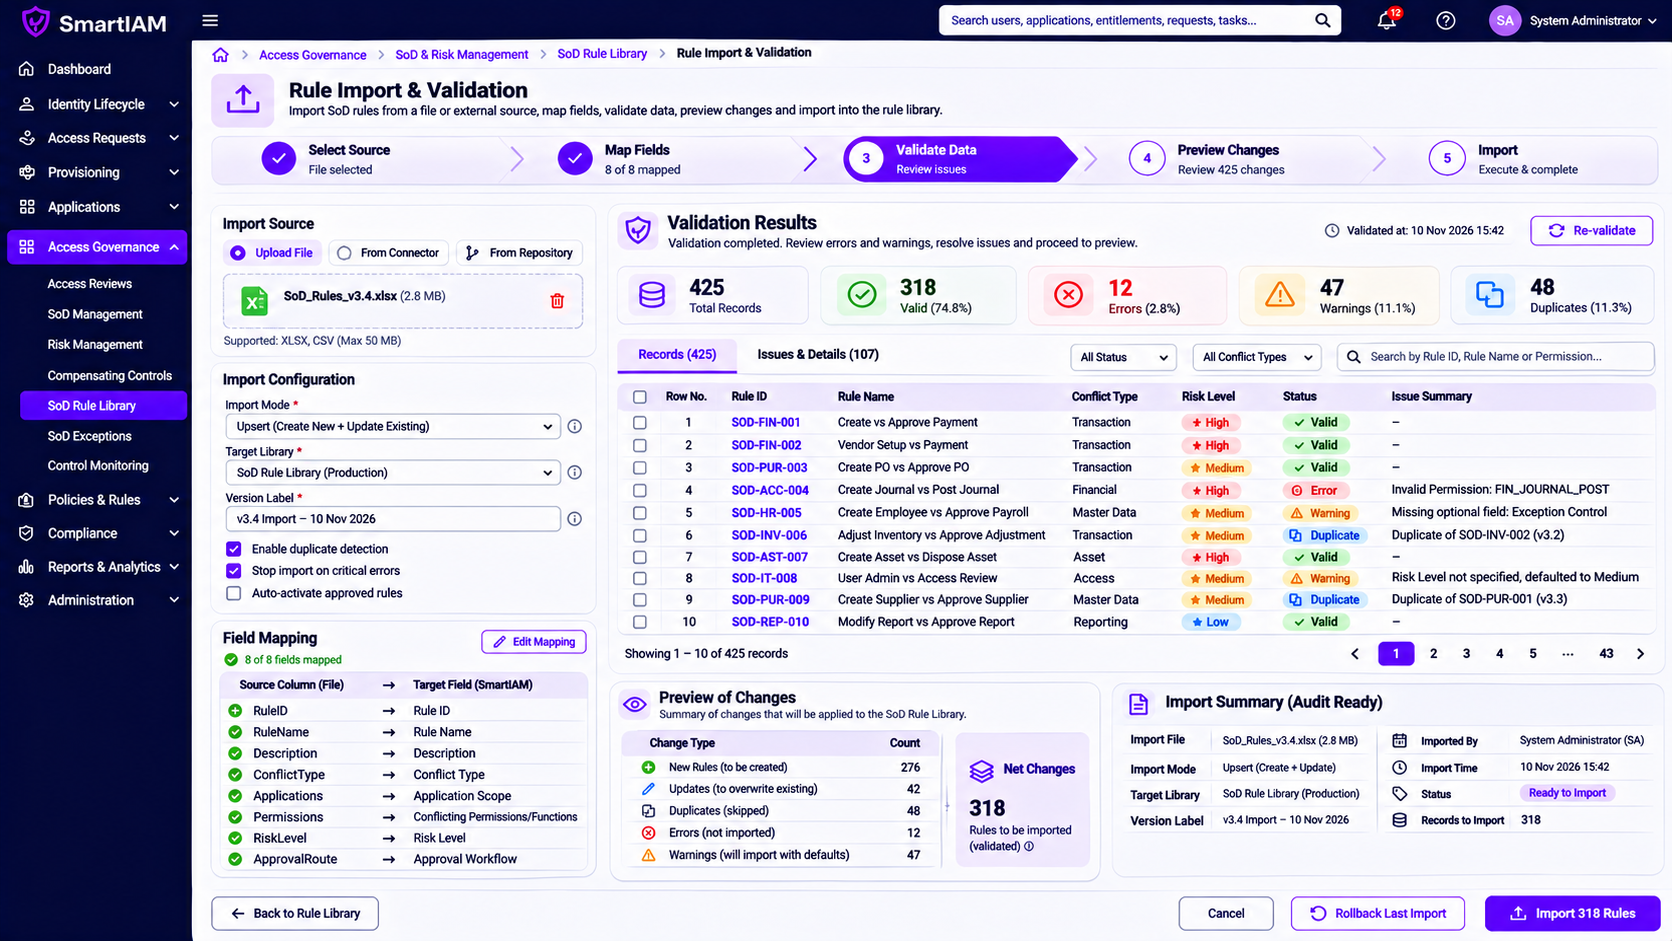 SmartIAM
Search users, applications, entitlements, requests, tasks...
12
SA
System Administrator
Dashboard
Identity Lifecycle
Access Requests
Provisioning
Applications
Access Governance
Access Reviews
SoD Management
Risk Management
Compensating Controls
SoD Rule Library
SoD Exceptions
Control Monitoring
Policies & Rules
Compliance
Reports & Analytics
Administration
Access Governance > SoD & Risk Management > SoD Rule Library > Rule Import & Validation
Rule Import & Validation
Import SoD rules from a file or external source, map fields, validate data, preview changes and import into the rule library.
Select Source
File selected
Map Fields
8 of 8 mapped
3
Validate Data
Review issues
4
Preview Changes
Review 425 changes
5
Import
Execute & complete
Import Source
Upload File
From Connector
From Repository
SoD_Rules_v3.4.xlsx (2.8 MB)
Supported: XLSX, CSV (Max 50 MB)
Import Configuration
Import Mode *
Upsert (Create New + Update Existing)
Target Library *
SoD Rule Library (Production)
Version Label *
v3.4 Import – 10 Nov 2026
Enable duplicate detection
Stop import on critical errors
Auto-activate approved rules
Field Mapping
Edit Mapping
8 of 8 fields mapped
Source Column (File) → Target Field (SmartIAM)
RuleID → Rule ID
RuleName → Rule Name
Description → Description
ConflictType → Conflict Type
Applications → Application Scope
Permissions → Conflicting Permissions/Functions
RiskLevel → Risk Level
ApprovalRoute → Approval Workflow
Validation Results
Validation completed. Review errors and warnings, resolve issues and proceed to preview.
Validated at: 10 Nov 2026 15:42
Re-validate
425
Total Records
318
Valid (74.8%)
12
Errors (2.8%)
47
Warnings (11.1%)
48
Duplicates (11.3%)
Records (425)
Issues & Details (107)
All Status
All Conflict Types
Search by Rule ID, Rule Name or Permission...
Row No. Rule ID Rule Name Conflict Type Risk Level Status Issue Summary
1 SOD-FIN-001 Create vs Approve Payment Transaction High Valid –
2 SOD-FIN-002 Vendor Setup vs Payment Transaction High Valid –
3 SOD-PUR-003 Create PO vs Approve PO Transaction Medium Valid –
4 SOD-ACC-004 Create Journal vs Post Journal Financial High Error Invalid Permission: FIN_JOURNAL_POST
5 SOD-HR-005 Create Employee vs Approve Payroll Master Data Medium Warning Missing optional field: Exception Control
6 SOD-INV-006 Adjust Inventory vs Approve Adjustment Transaction Medium Duplicate Duplicate of SOD-INV-002 (v3.2)
7 SOD-AST-007 Create Asset vs Dispose Asset Asset High Valid –
8 SOD-IT-008 User Admin vs Access Review Access Medium Warning Risk Level not specified, defaulted to Medium
9 SOD-PUR-009 Create Supplier vs Approve Supplier Master Data Medium Duplicate Duplicate of SOD-PUR-001 (v3.3)
10 SOD-REP-010 Modify Report vs Approve Report Reporting Low Valid –
Showing 1 – 10 of 425 records
1 2 3 4 5 ... 43
Preview of Changes
Summary of changes that will be applied to the SoD Rule Library.
Change Type Count
New Rules (to be created) 276
Updates (to overwrite existing) 42
Duplicates (skipped) 48
Errors (not imported) 12
Warnings (will import with defaults) 47
Net Changes
318
Rules to be imported
(validated)
Import Summary (Audit Ready)
Import File SoD_Rules_v3.4.xlsx (2.8 MB)
Import Mode Upsert (Create + Update)
Target Library SoD Rule Library (Production)
Version Label v3.4 Import – 10 Nov 2026
Imported By System Administrator (SA)
Import Time 10 Nov 2026 15:42
Status Ready to Import
Records to Import 318
Back to Rule Library
Cancel
Rollback Last Import
Import 318 Rules